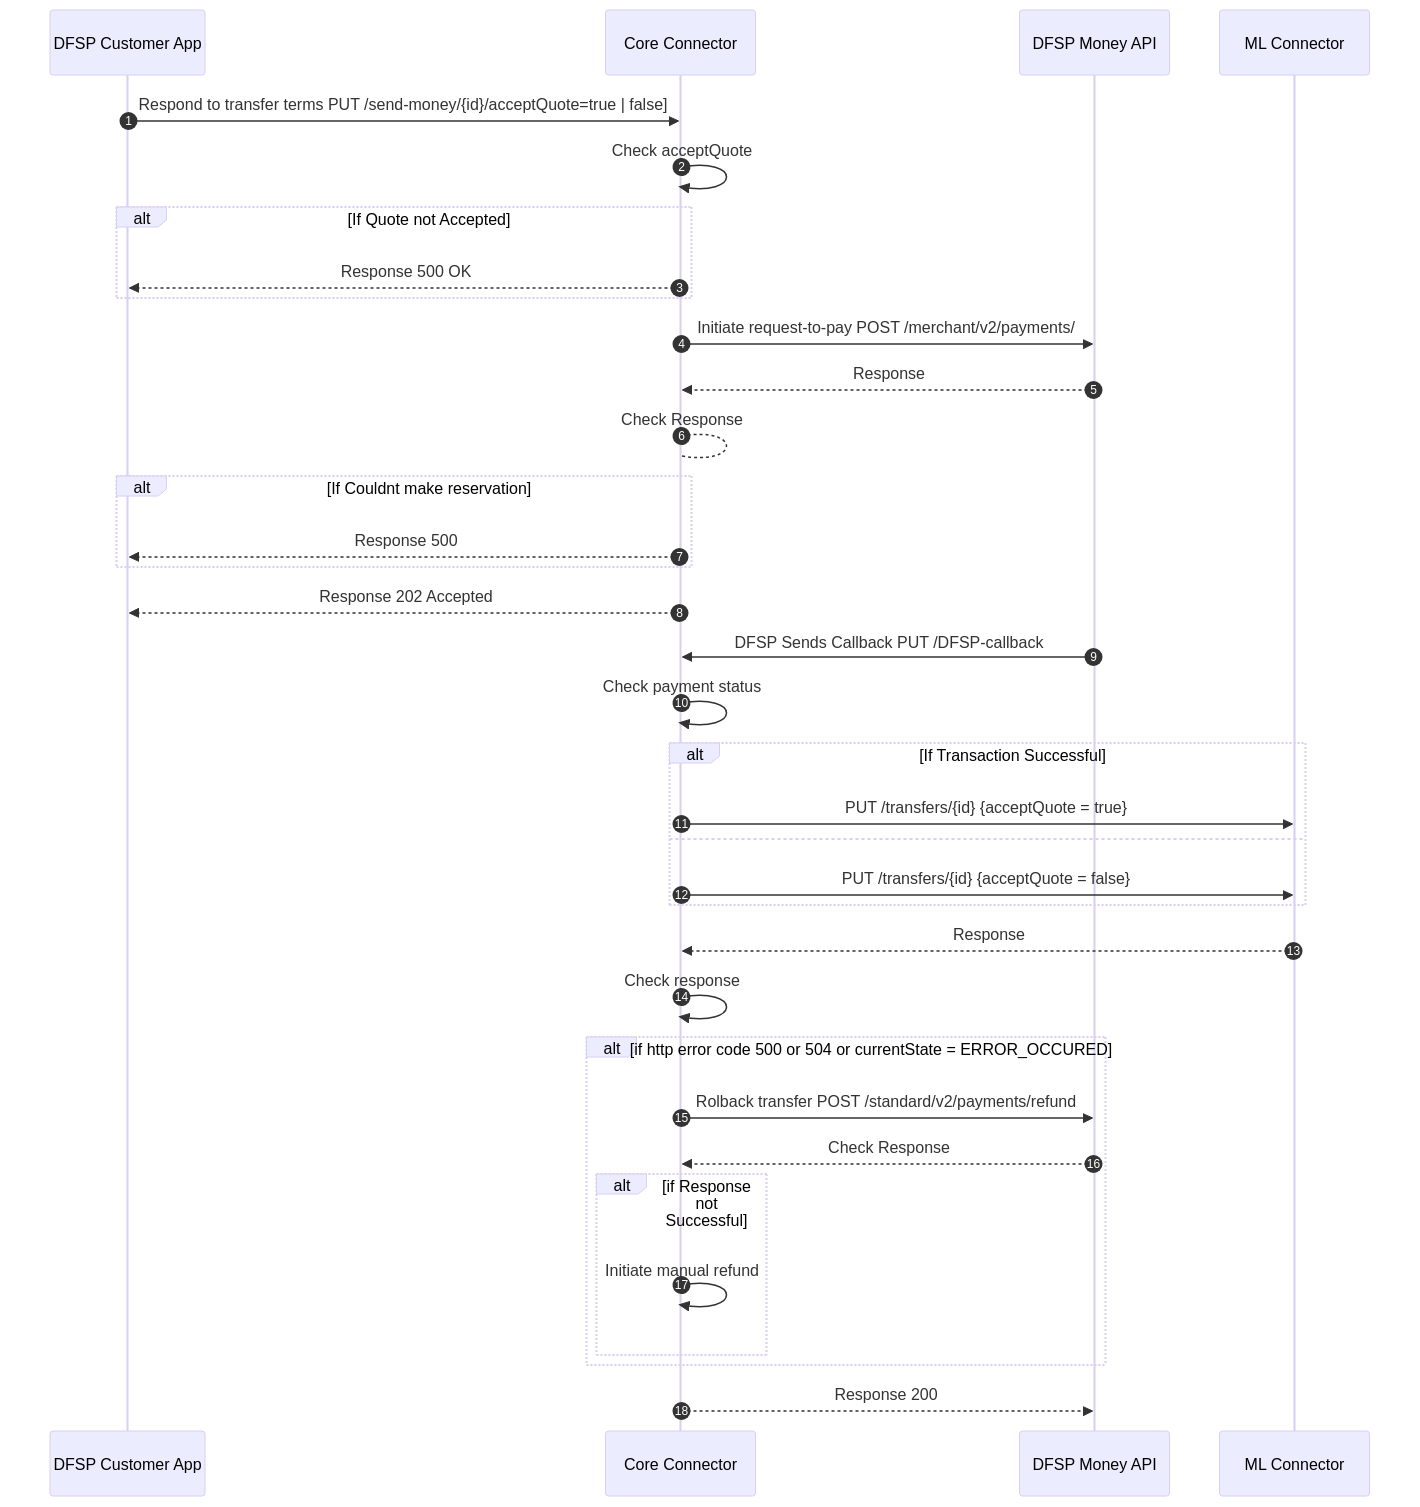 DFSP Customer App
Core Connector
DFSP Money API
ML Connector
Respond to transfer terms PUT /send-money/{id}/acceptQuote=true | false]
1
Check acceptQuote
2
alt
[If Quote not Accepted]
Response 500 OK
3
Initiate request-to-pay POST /merchant/v2/payments/
4
Response
5
Check Response
6
alt
[If Couldnt make reservation]
Response 500
7
Response 202 Accepted
8
DFSP Sends Callback PUT /DFSP-callback
9
Check payment status
10
alt
[If Transaction Successful]
PUT /transfers/{id} {acceptQuote = true}
11
PUT /transfers/{id} {acceptQuote = false}
12
Response
13
Check response
14
alt
[if http error code 500 or 504 or currentState = ERROR_OCCURED]
Rolback transfer POST /standard/v2/payments/refund
15
Check Response
16
alt
[if Response
not
Successful]
Initiate manual refund
17
Response 200
18
DFSP Customer App
Core Connector
DFSP Money API
ML Connector